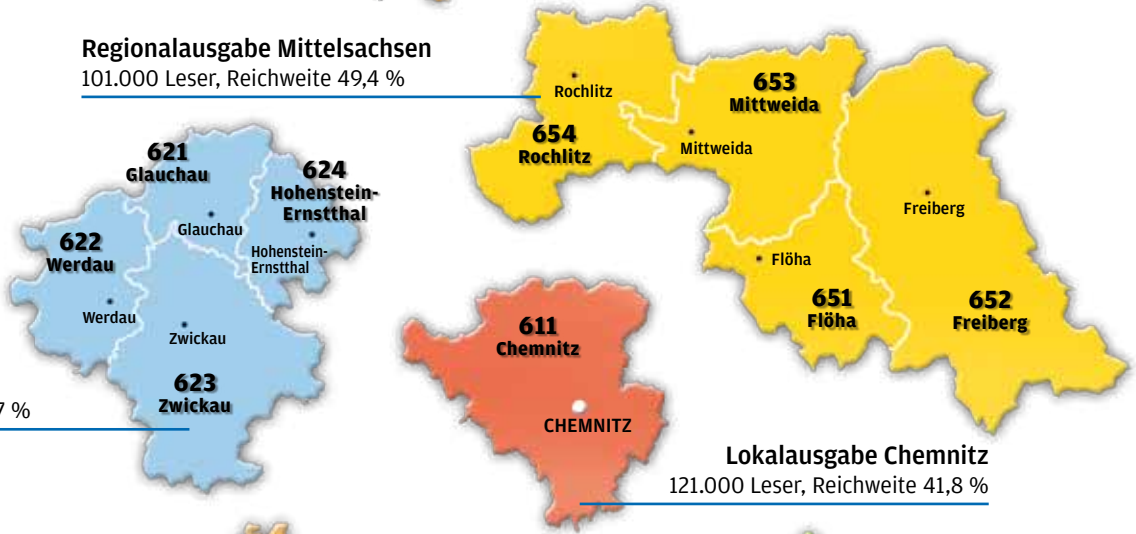 Regionalausgabe Mittelsachsen
101.000 Leser, Reichweite 49,4 %
Rochlitz
654
Rochlitz
653
Mittweida
Mittweida
Freiberg
Flöha
651
Flöha
652
Freiberg
621
Glauchau
624
Hohenstein-
Ernstthal
Glauchau
Hohenstein-
Ernstthal
622
Werdau
Werdau
Zwickau
623
Zwickau
7 %
611
Chemnitz
CHEMNITZ
Lokalausgabe Chemnitz
121.000 Leser, Reichweite 41,8 %